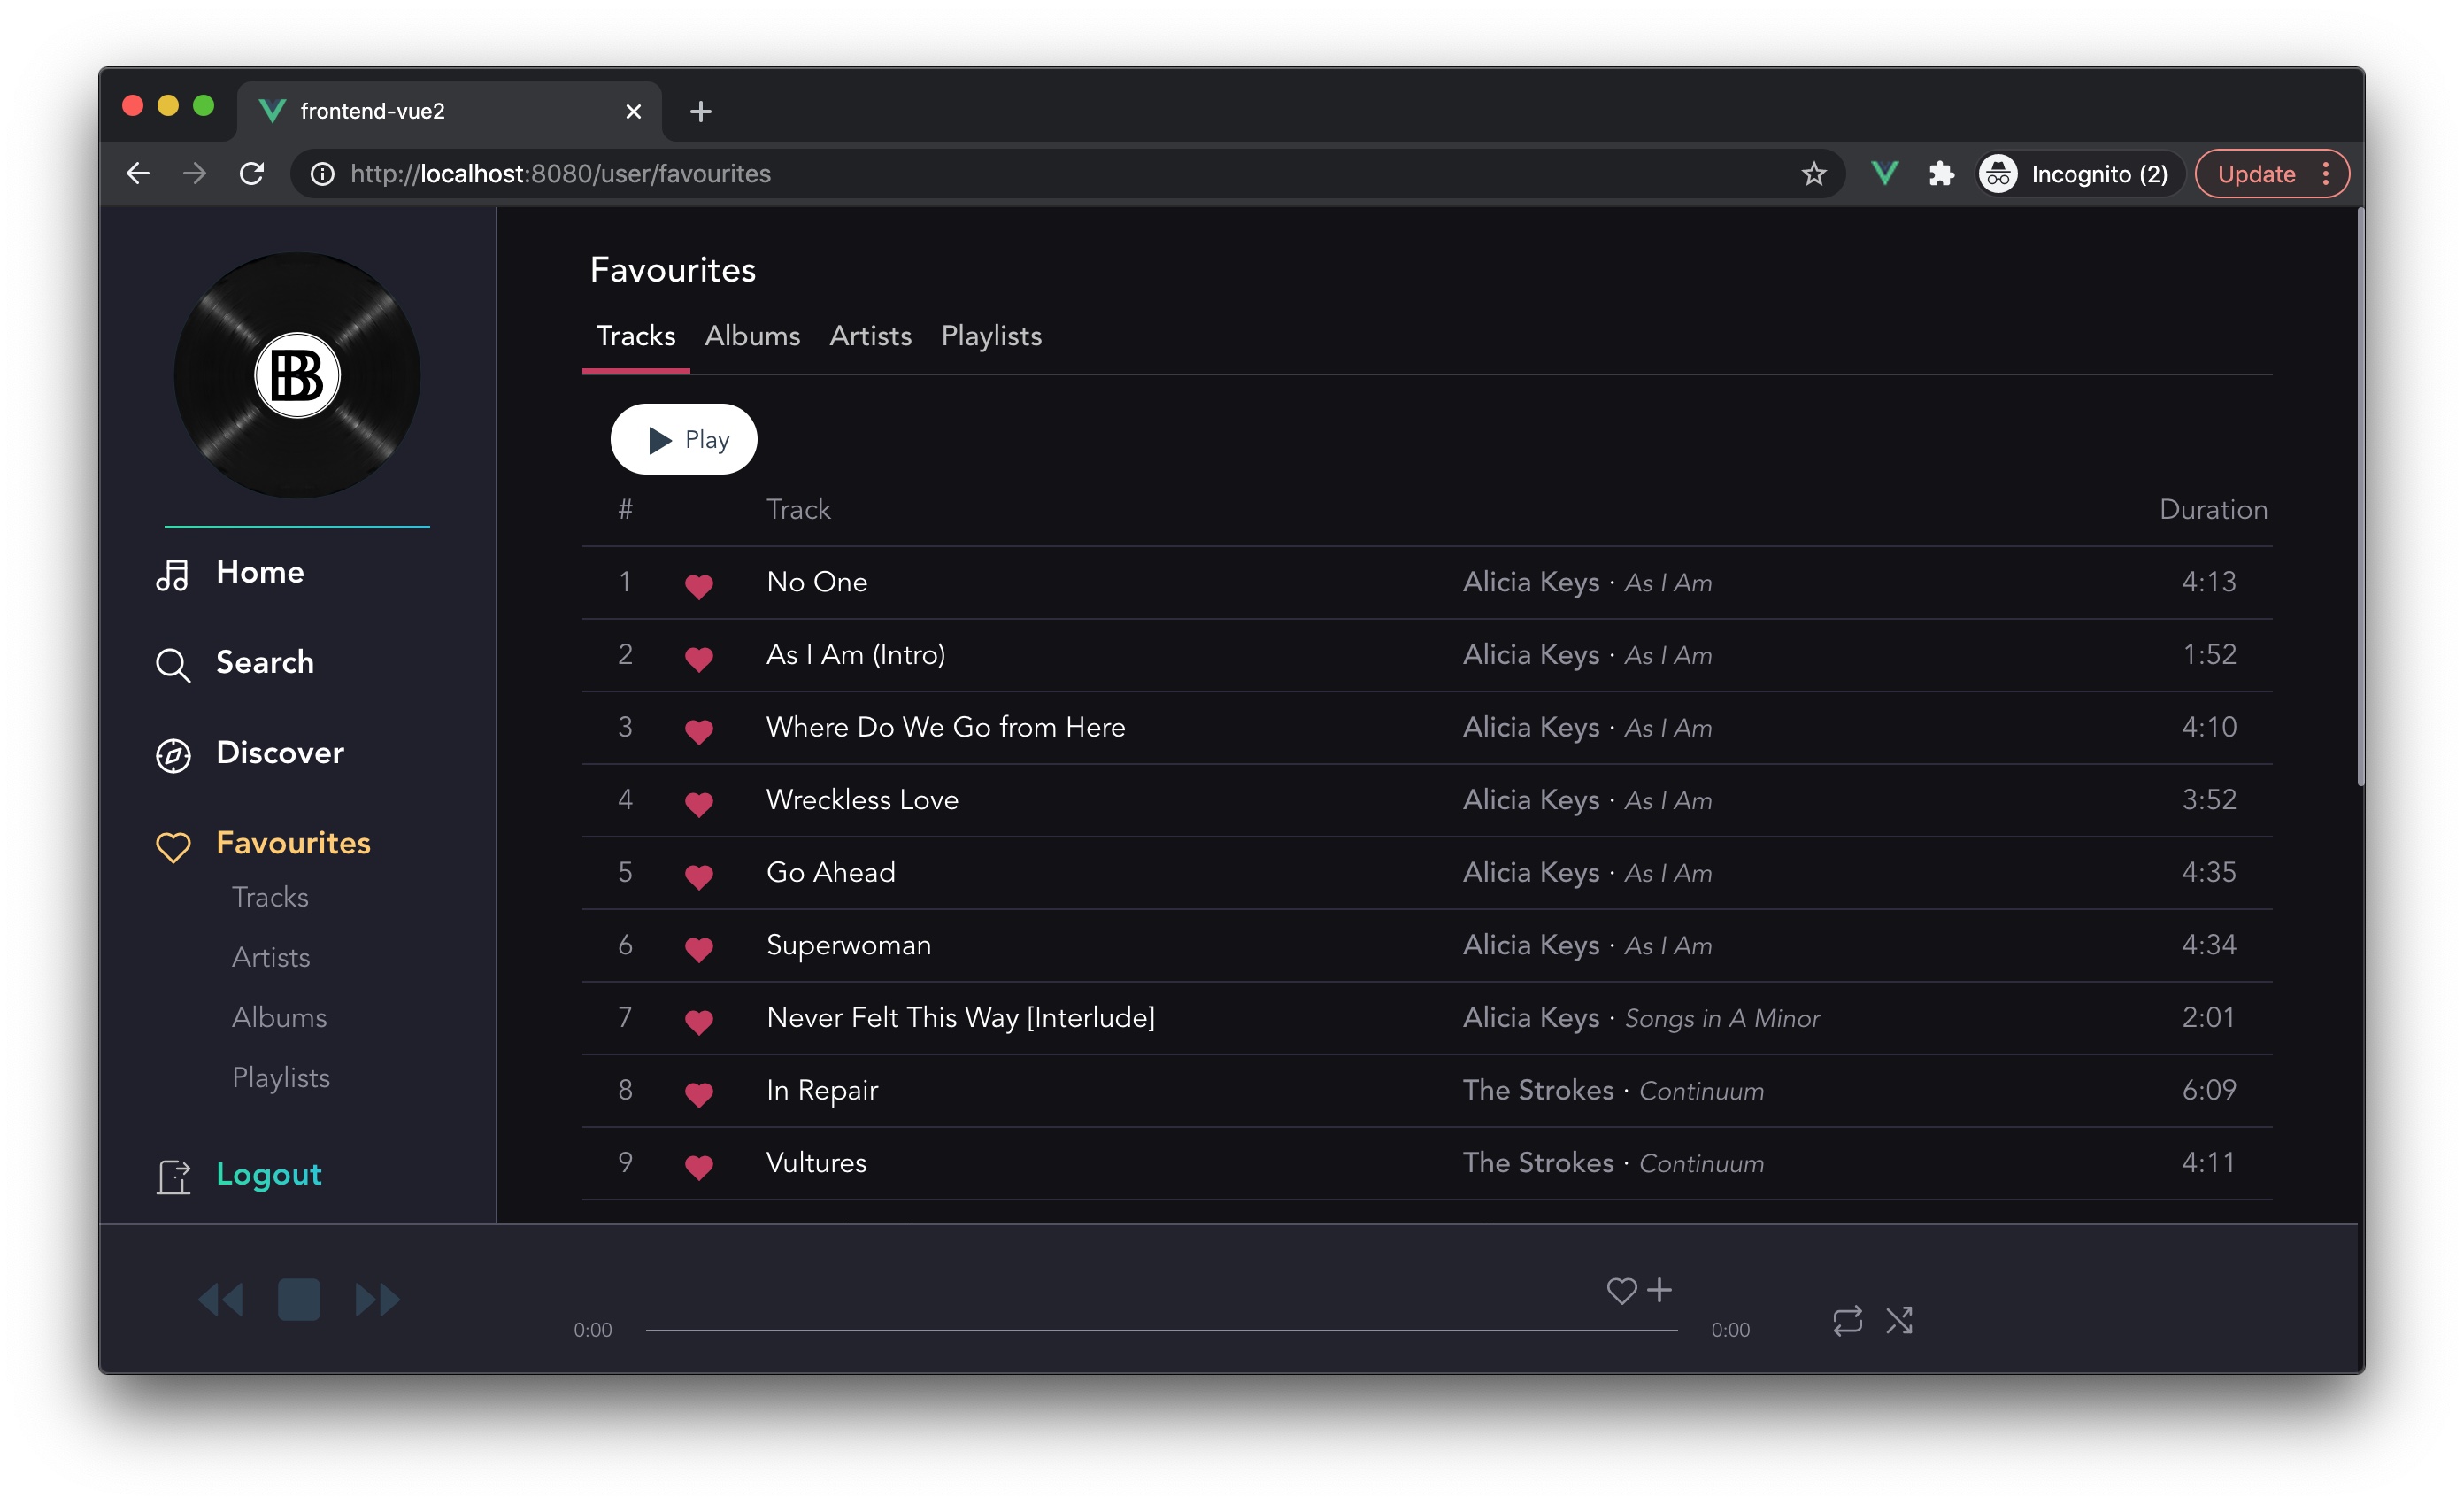 frontend-vue2
http://localhost:8080/user/favourites
Incognito (2)
Update
BB
Home
Search
Discover
Favourites
Tracks
Artists
Albums
Playlists
Logout
Favourites
Tracks Albums Artists Playlists
Play
# Track Duration
1 No One Alicia Keys · As I Am 4:13
2 As I Am (Intro) Alicia Keys · As I Am 1:52
3 Where Do We Go from Here Alicia Keys · As I Am 4:10
4 Wreckless Love Alicia Keys · As I Am 3:52
5 Go Ahead Alicia Keys · As I Am 4:35
6 Superwoman Alicia Keys · As I Am 4:34
7 Never Felt This Way [Interlude] Alicia Keys · Songs in A Minor 2:01
8 In Repair The Strokes · Continuum 6:09
9 Vultures The Strokes · Continuum 4:11
0:00 0:00